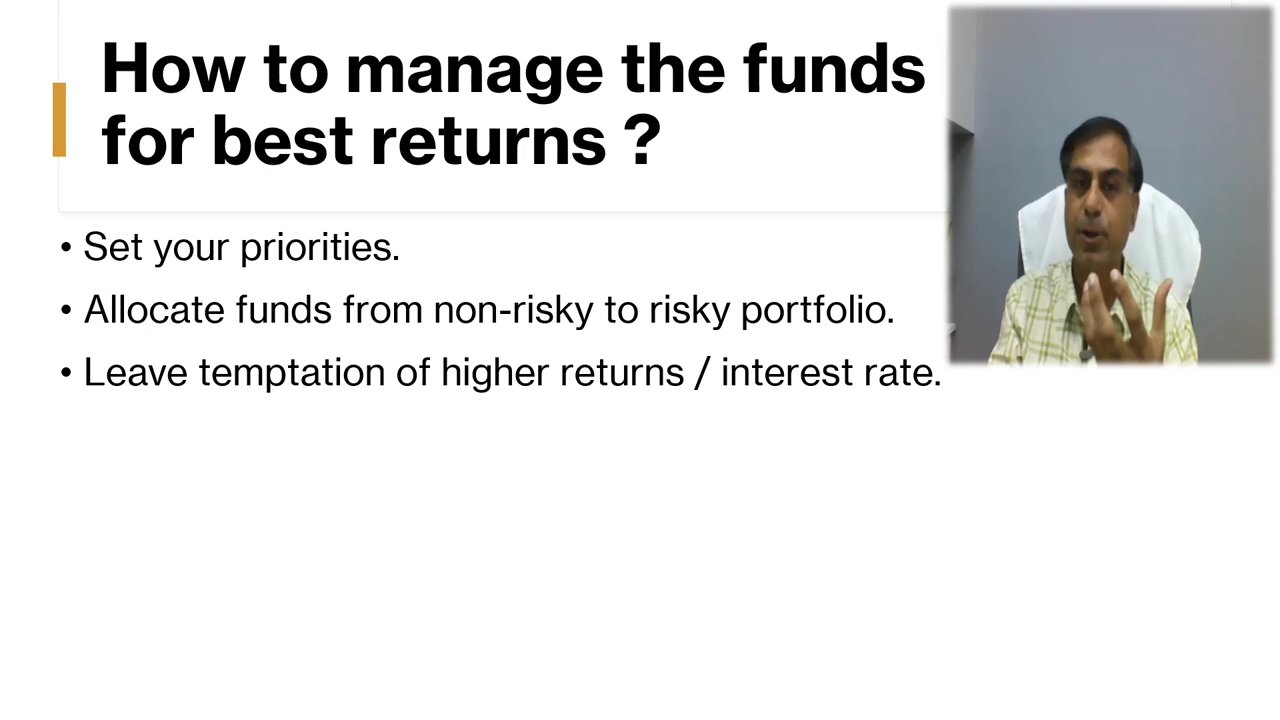 How to manage the funds
for best returns ?
• Set your priorities.
• Allocate funds from non-risky to risky portfolio.
• Leave temptation of higher returns / interest rate.